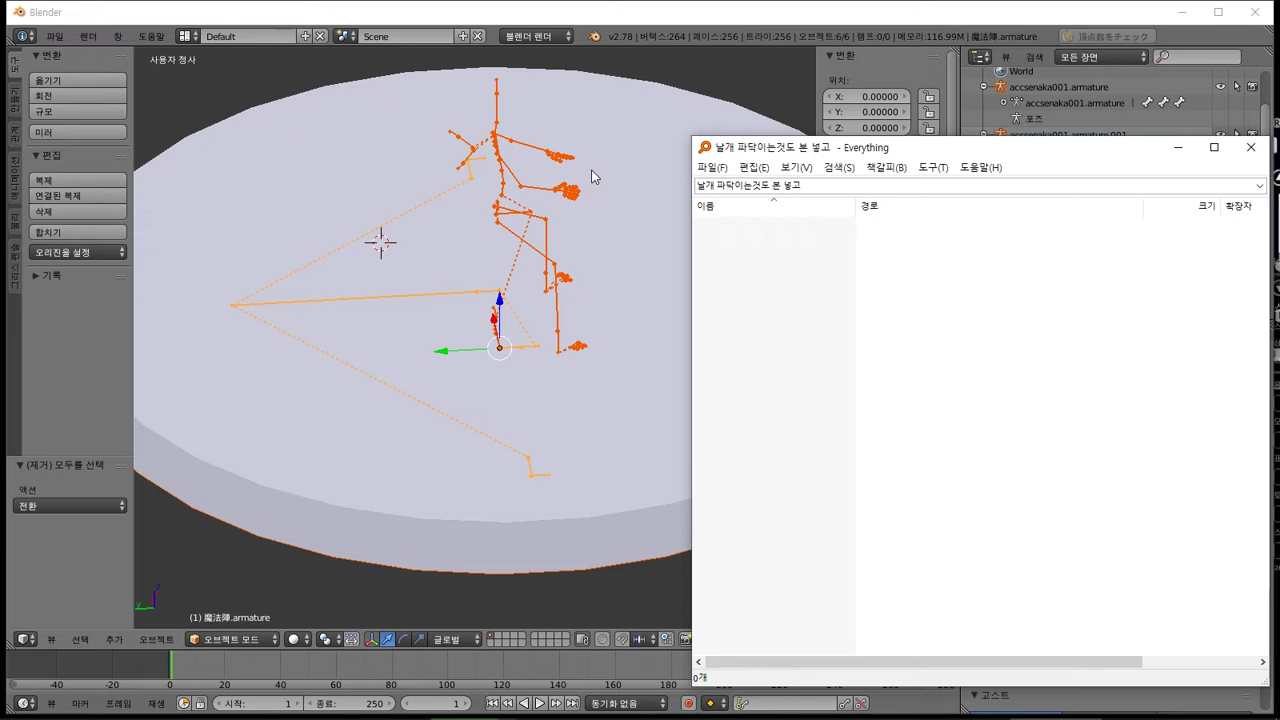 Blender
파일 렌더 창 도움말 Default Scene 블렌더 렌더 v2.78 | 버텍스:264 | 페이스:256 | 트라이:256 | 오브젝트:6/6 | 램프:0/0 | 메모리:116.99M | 魔法陣.armature 頂点数をチェック
변환
옮기기
회전
규모
미러
편집
복제
연결된 복제
삭제
합치기
오리진을 설정
기록
(제거) 모두를 선택
액션
전환
사용자 정사
(1) 魔法陣.armature
변환
위치:
X: 0.00000
Y: 0.00000
Z: 0.00000
뷰 검색 모든 장면
World
accsenaka001.armature
accsenaka001.armature
포즈
accsenaka001.armature.001
날개 파닥이는것도 본 넣고 - Everything
파일(F) 편집(E) 보기(V) 검색(S) 책갈피(B) 도구(T) 도움말(H)
날개 파닥이는것도 본 넣고
이름 경로 크기 확장자
0개
뷰 선택 추가 오브젝트 오브젝트 모드 글로벌
-40 -20 0 20 40 60 80 100 120 140 160 180
뷰 마커 프레임 재생 시작: 1 종료: 250 1 동기화 없음
고스트